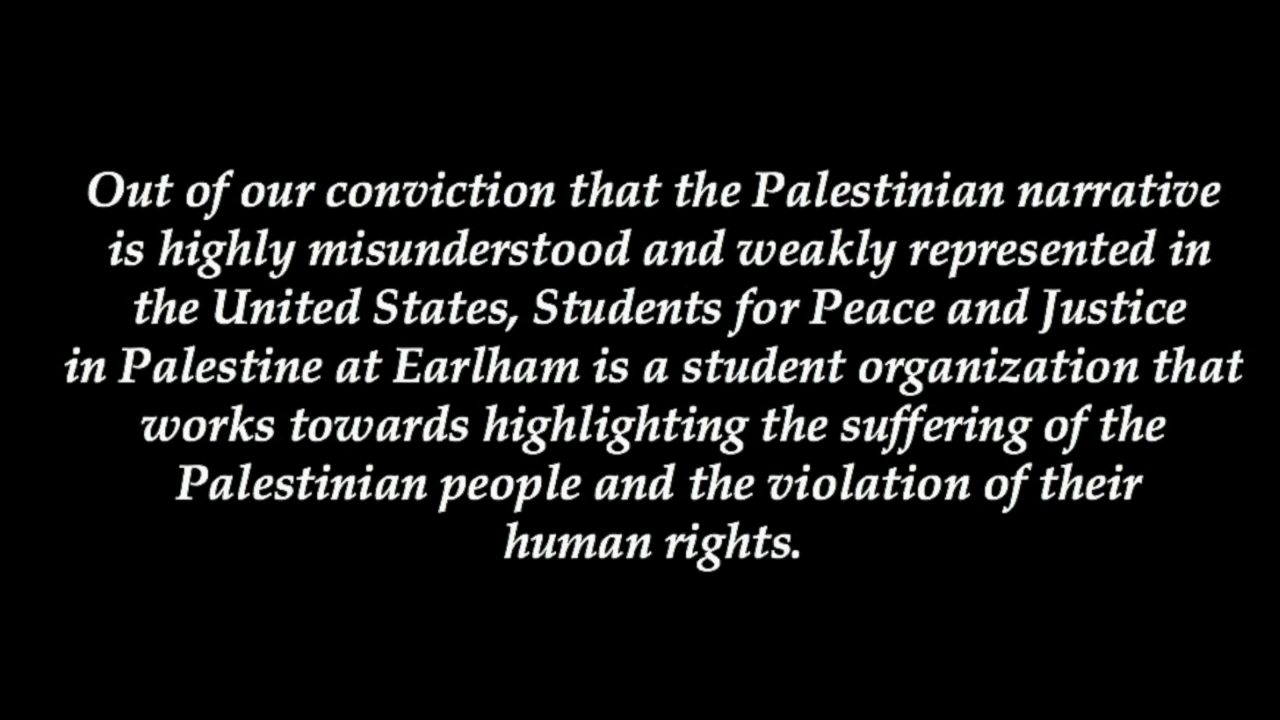 Out of our conviction that the Palestinian narrative
is highly misunderstood and weakly represented in
the United States, Students for Peace and Justice
in Palestine at Earlham is a student organization that
works towards highlighting the suffering of the
Palestinian people and the violation of their
human rights.